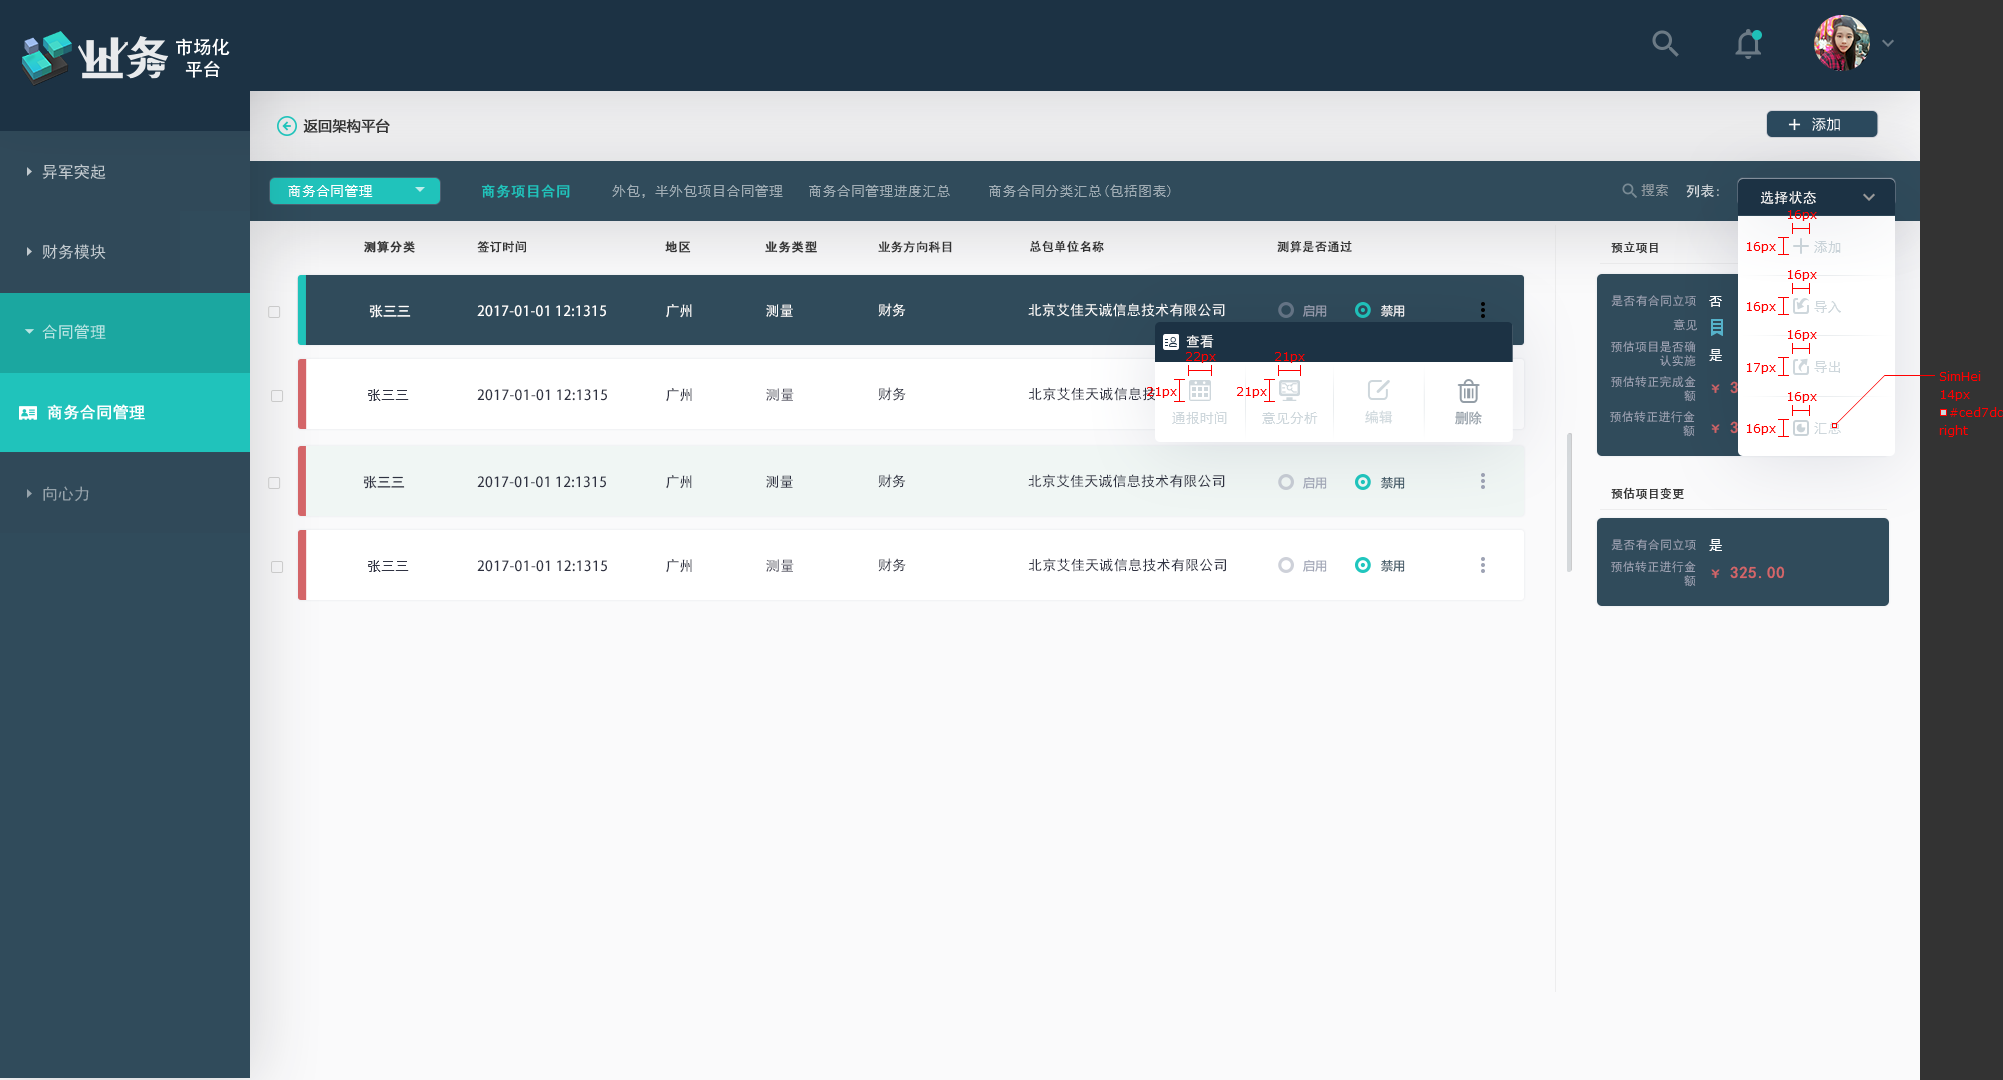 业务 市场化
平台
返回架构平台
+ 添加
异军突起
财务模块
合同管理
商务合同管理
向心力
商务合同管理
商务项目合同
外包，半外包项目合同管理
商务合同管理进度汇总
商务合同分类汇总(包括图表)
搜索
列表：
选择状态
测算分类 签订时间 地区 业务类型 业务方向科目 总包单位名称 测算是否通过
张三三 2017-01-01 12:1315 广州 测量 财务 北京艾佳天诚信息技术有限公司 启用 禁用
张三三 2017-01-01 12:1315 广州 测量 财务 北京艾佳天诚信息技
张三三 2017-01-01 12:1315 广州 测量 财务 北京艾佳天诚信息技术有限公司 启用 禁用
张三三 2017-01-01 12:1315 广州 测量 财务 北京艾佳天诚信息技术有限公司 启用 禁用
查看
22px 21px
21px 21px
通报时间 意见分析 编辑 删除
16px
16px 添加
16px
16px 导入
16px
17px 导出
16px
16px 汇总
SimHei
14px
#ced7dc
right
预立项目
是否有合同立项 否
意见
预估项目是否确
认实施 是
预估转正完成金
额 ¥ 3
预估转正进行金
额 ¥ 3
预估项目变更
是否有合同立项 是
预估转正进行金
额 ¥ 325.00